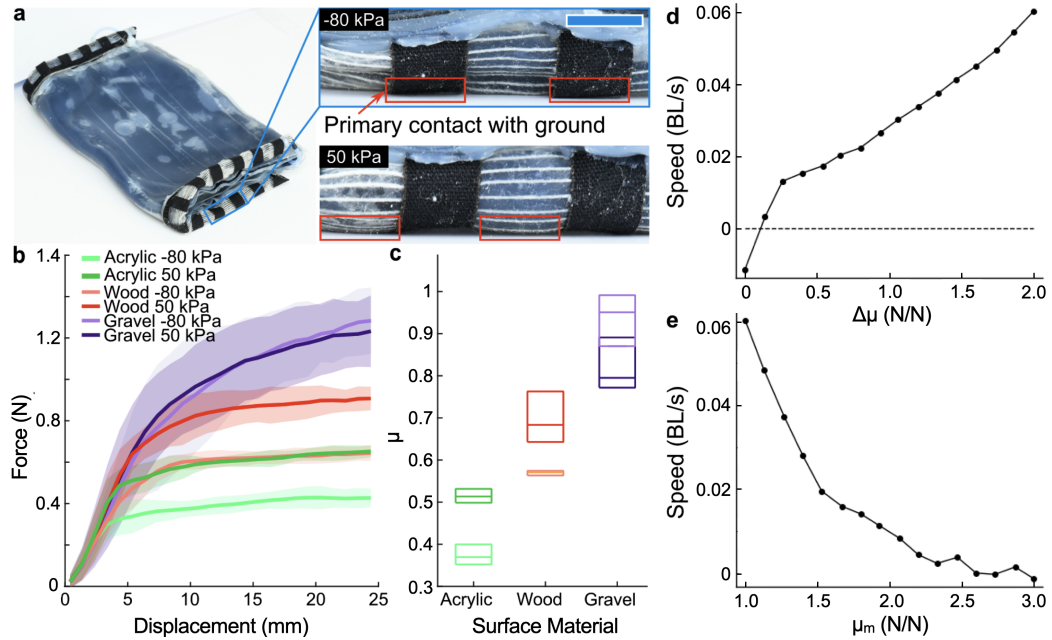 a
-80 kPa
Primary contact with ground
50 kPa
b
Acrylic -80 kPa
Acrylic 50 kPa
Wood -80 kPa
Wood 50 kPa
Gravel -80 kPa
Gravel 50 kPa
1.4
1.2
0.8
0.4
0
Force (N)
0
5
10
15
20
25
Displacement (mm)
c
1
0.9
0.8
0.7
0.6
0.5
0.4
0.3
μ
Acrylic
Wood
Gravel
Surface Material
d
0.06
0.04
0.02
0
Speed (BL/s)
0
0.5
1.0
1.5
2.0
Δμ (N/N)
e
0.06
0.04
0.02
0
Speed (BL/s)
1.0
1.5
2.0
2.5
3.0
μm (N/N)